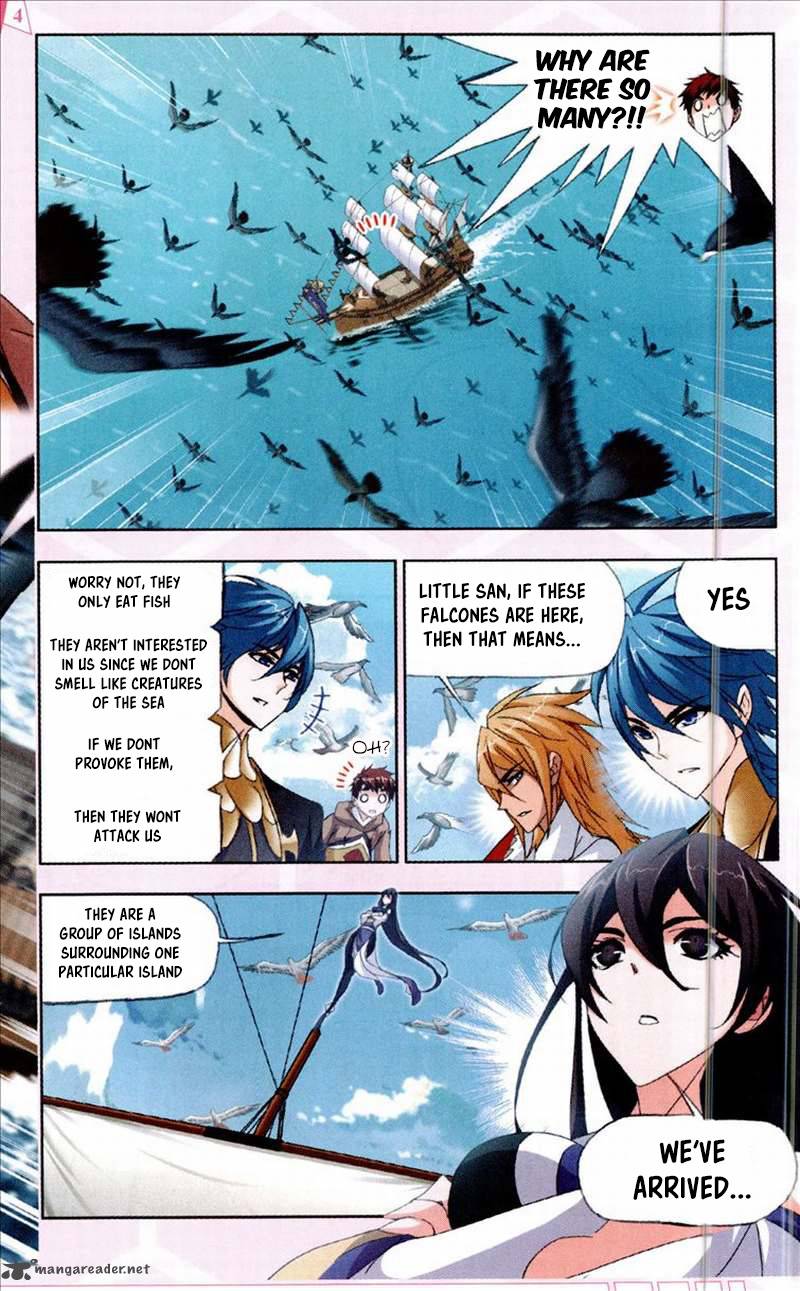 4
WHY ARE
THERE SO
MANY?!!
WORRY NOT, THEY
ONLY EAT FISH
THEY AREN'T INTERESTED
IN US SINCE WE DONT
SMELL LIKE CREATURES
OF THE SEA
IF WE DONT
PROVOKE THEM,
THEN THEY WONT
ATTACK US
OH?
LITTLE SAN, IF THESE
FALCONES ARE HERE,
THEN THAT MEANS...
YES
THEY ARE A
GROUP OF ISLANDS
SURROUNDING ONE
PARTICULAR ISLAND
WE'VE
ARRIVED...
mangareader.net